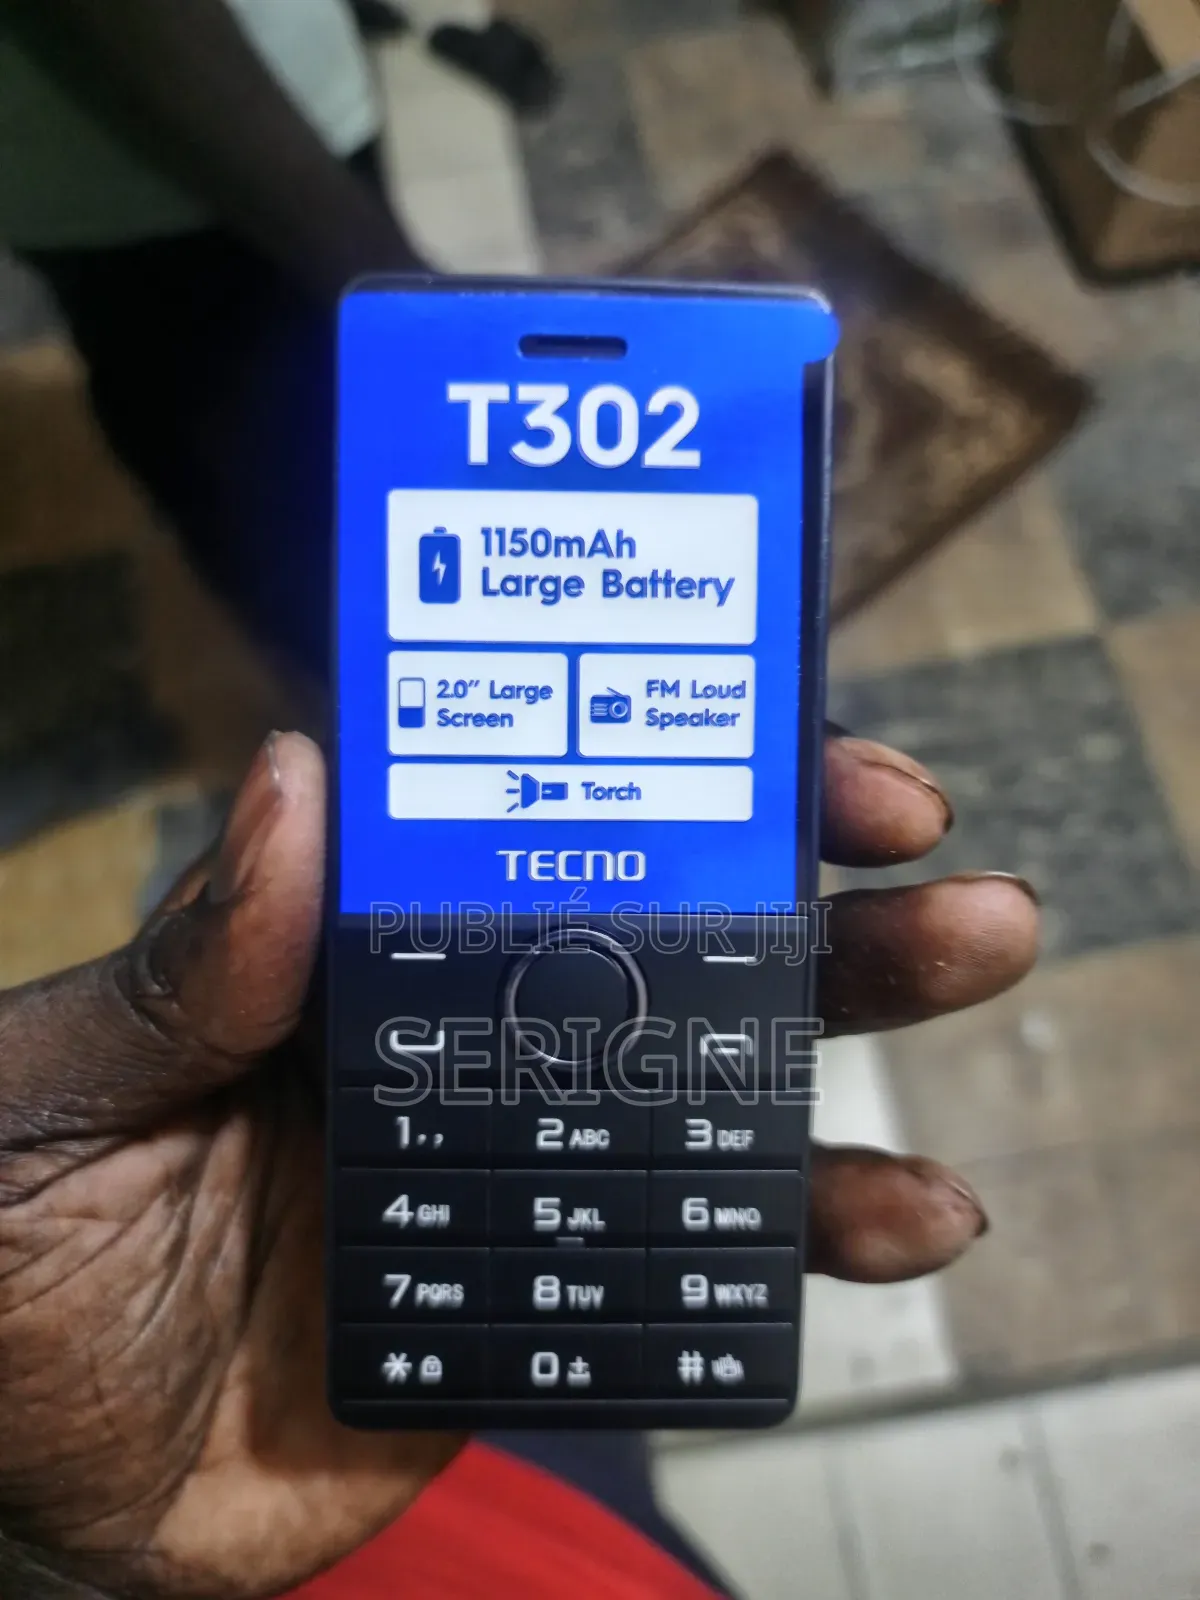 T302
1150mAh
Large Battery
2.0" Large
Screen
FM Loud
Speaker
Torch
TECNO
PUBLIÉ SUR JIJI
SERIGNE
1 . ,
2 ABC
3 DEF
4 GHI
5 JKL
6 MNO
7 PQRS
8 TUV
9 WXYZ
*
0
#